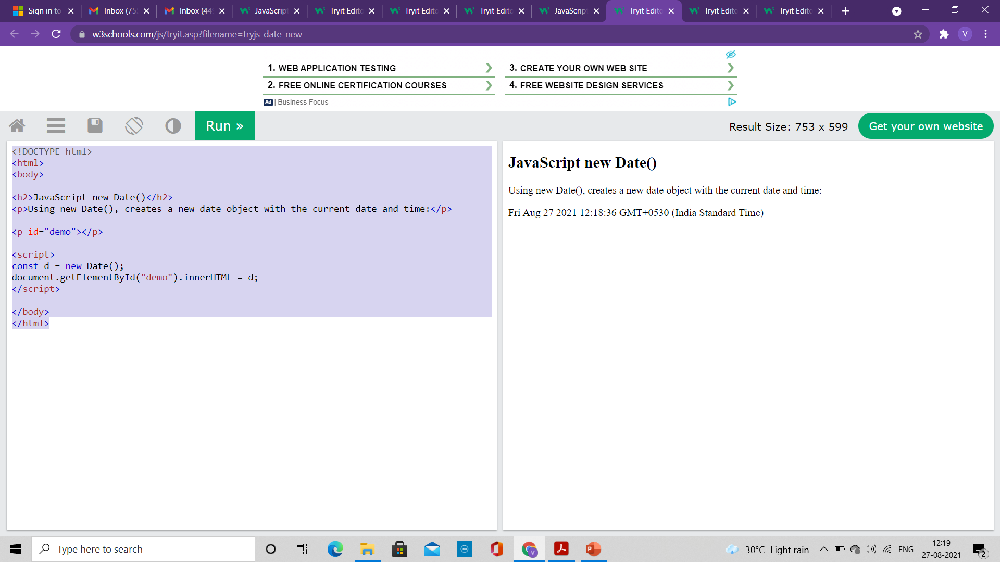 Sign in to
Inbox (75
Inbox (44
JavaScript
Tryit Edito
Tryit Edito
Tryit Edito
JavaScript
Tryit Edito
Tryit Edito
Tryit Edito
w3schools.com/js/tryit.asp?filename=tryjs_date_new
V
1. WEB APPLICATION TESTING
2. FREE ONLINE CERTIFICATION COURSES
3. CREATE YOUR OWN WEB SITE
4. FREE WEBSITE DESIGN SERVICES
Ad | Business Focus
Run »
Result Size: 753 x 599
Get your own website
<!DOCTYPE html>
<html>
<body>
<h2>JavaScript new Date()</h2>
<p>Using new Date(), creates a new date object with the current date and time:</p>
<p id="demo"></p>
<script>
const d = new Date();
document.getElementById("demo").innerHTML = d;
</script>
</body>
</html>
JavaScript new Date()
Using new Date(), creates a new date object with the current date and time:
Fri Aug 27 2021 12:18:36 GMT+0530 (India Standard Time)
Type here to search
30°C Light rain
ENG
12:19
27-08-2021
2